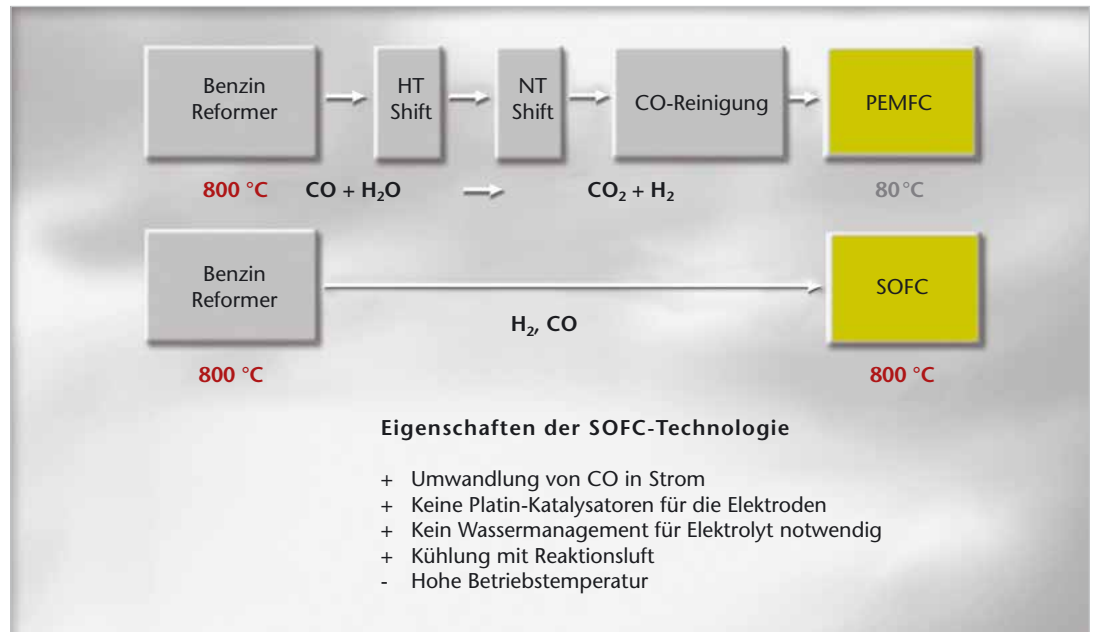 Benzin
Reformer
HT
Shift
NT
Shift
CO-Reinigung
PEMFC
800 °C
CO + H₂O
CO₂ + H₂
80 °C
Benzin
Reformer
SOFC
H₂, CO
800 °C
800 °C
Eigenschaften der SOFC-Technologie
+ Umwandlung von CO in Strom
+ Keine Platin-Katalysatoren für die Elektroden
+ Kein Wassermanagement für Elektrolyt notwendig
+ Kühlung mit Reaktionsluft
- Hohe Betriebstemperatur